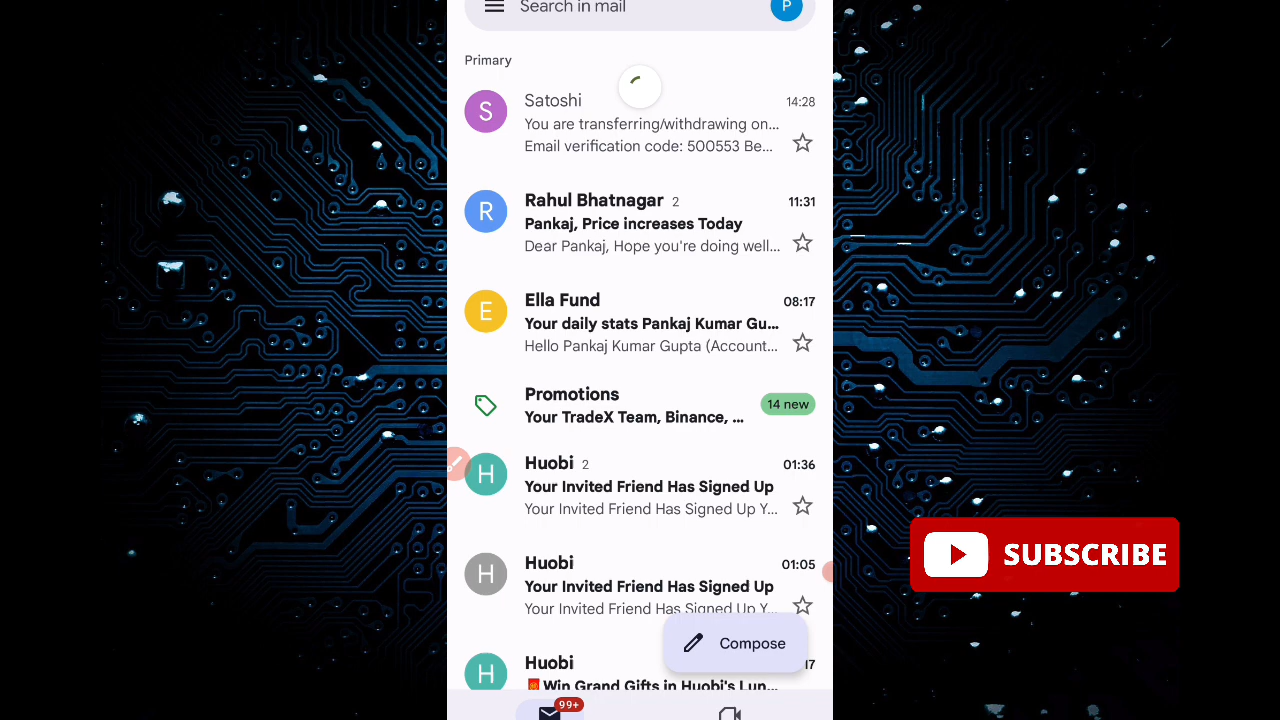 Search in mail
P
Primary
S
Satoshi
14:28
You are transferring/withdrawing on...
Email verification code: 500553 Be...
R
Rahul Bhatnagar 2
11:31
Pankaj, Price increases Today
Dear Pankaj, Hope you're doing well...
E
Ella Fund
08:17
Your daily stats Pankaj Kumar Gu...
Hello Pankaj Kumar Gupta (Account...
Promotions
14 new
Your TradeX Team, Binance, ...
H
Huobi 2
01:36
Your Invited Friend Has Signed Up
Your Invited Friend Has Signed Up Y...
SUBSCRIBE
H
Huobi
01:05
Your Invited Friend Has Signed Up
Your Invited Friend Has Signed Up Y...
Compose
H
Huobi
17
Win Grand Gifts in Huobi's Lun...
99+